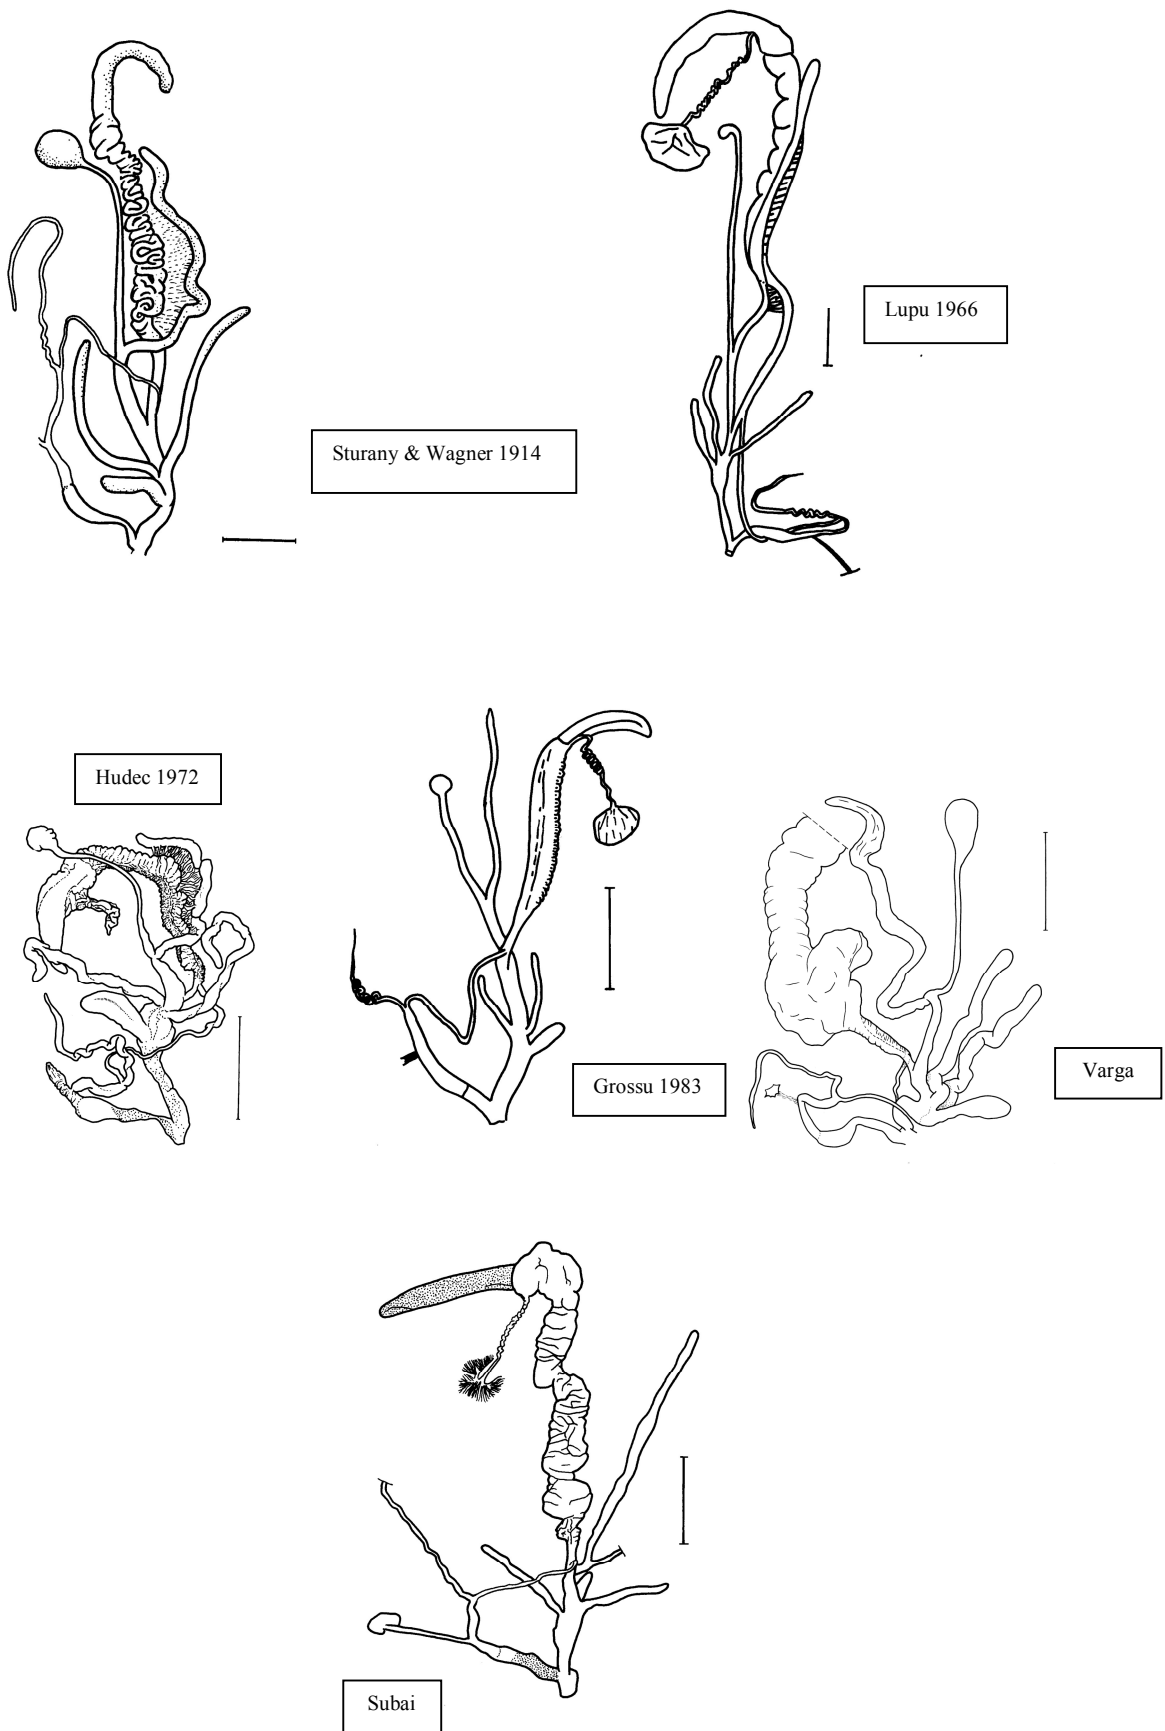 Lupu 1966
Sturany & Wagner 1914
Hudec 1972
Grossu 1983
Varga
Subai